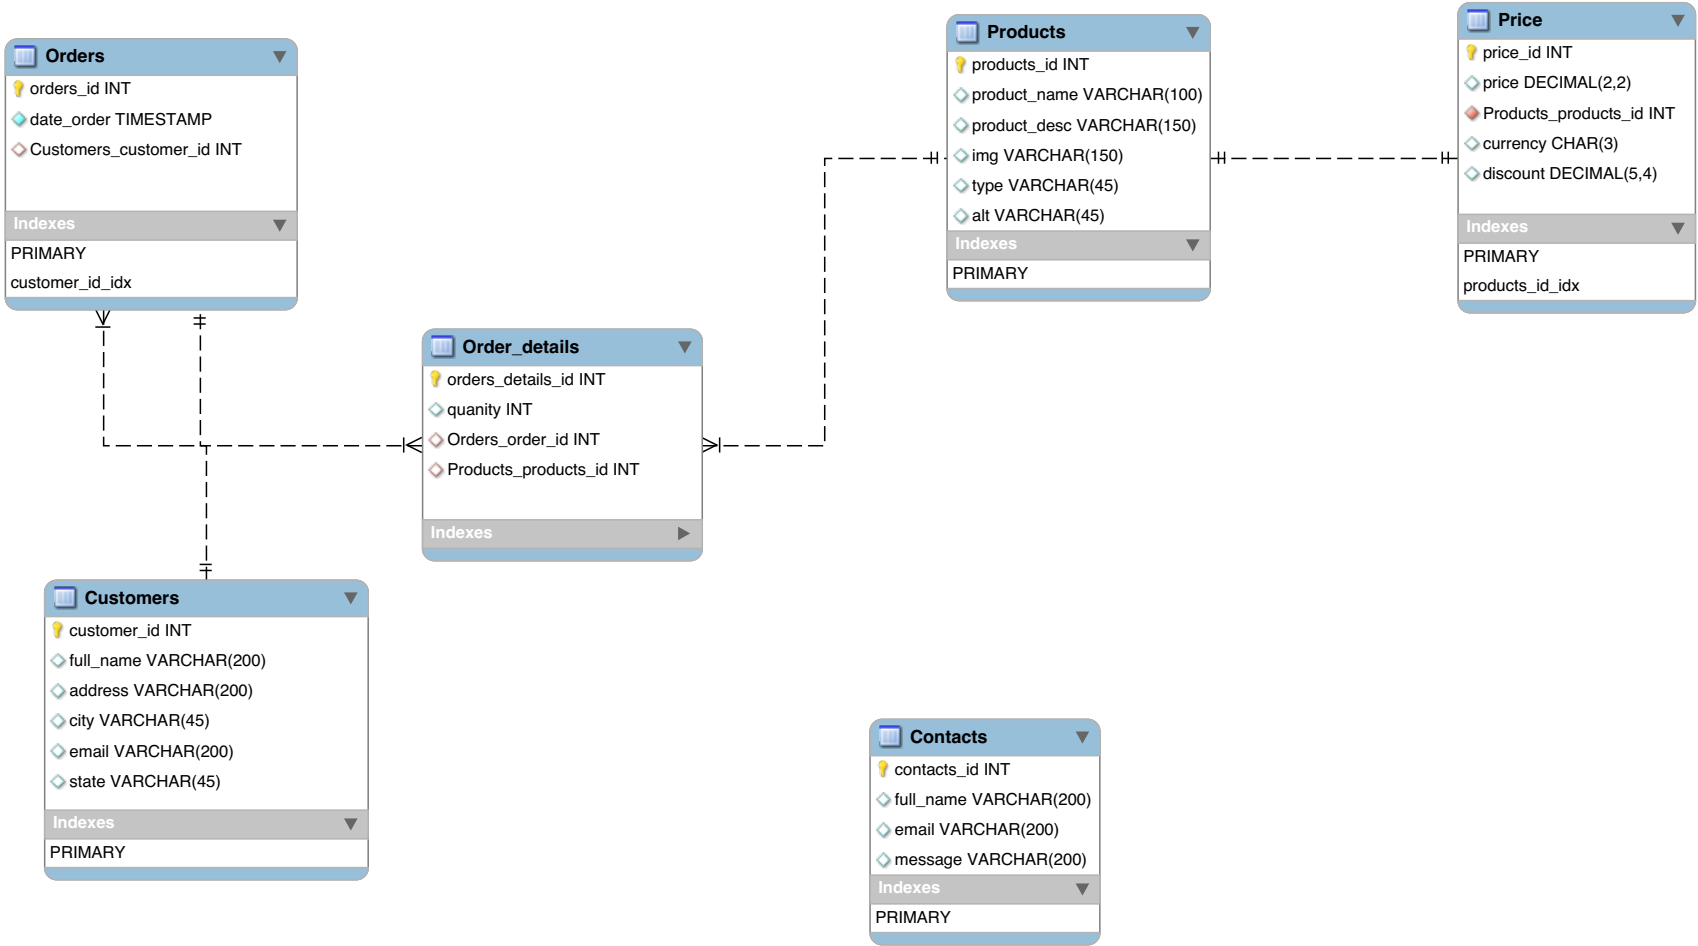 Orders
orders_id INT
date_order TIMESTAMP
Customers_customer_id INT
Indexes
PRIMARY
customer_id_idx
Products
products_id INT
product_name VARCHAR(100)
product_desc VARCHAR(150)
img VARCHAR(150)
type VARCHAR(45)
alt VARCHAR(45)
Indexes
PRIMARY
Price
price_id INT
price DECIMAL(2,2)
Products_products_id INT
currency CHAR(3)
discount DECIMAL(5,4)
Indexes
PRIMARY
products_id_idx
Order_details
orders_details_id INT
quanity INT
Orders_order_id INT
Products_products_id INT
Indexes
Customers
customer_id INT
full_name VARCHAR(200)
address VARCHAR(200)
city VARCHAR(45)
email VARCHAR(200)
state VARCHAR(45)
Indexes
PRIMARY
Contacts
contacts_id INT
full_name VARCHAR(200)
email VARCHAR(200)
message VARCHAR(200)
Indexes
PRIMARY